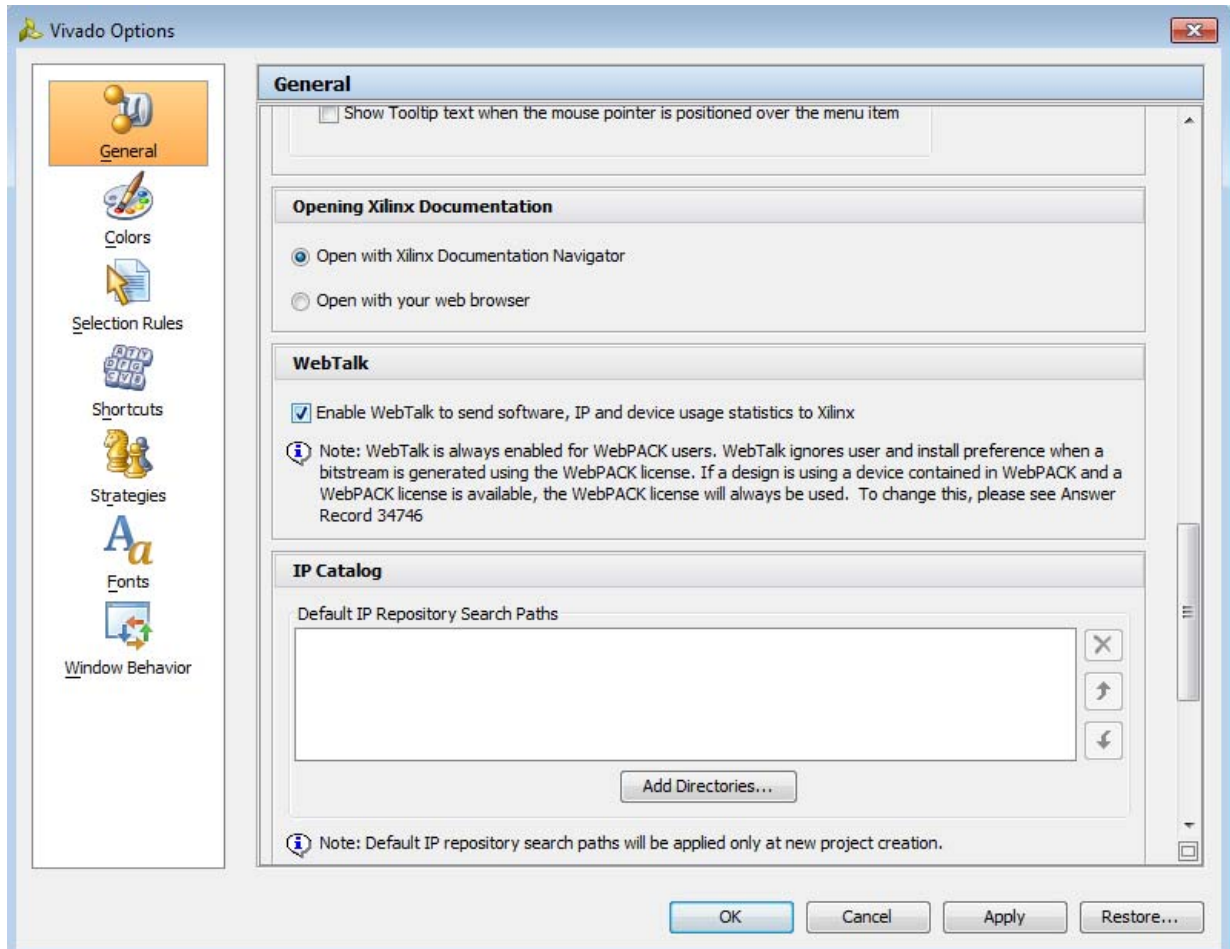 Vivado Options
General
Colors
Selection Rules
Shortcuts
Strategies
Fonts
Window Behavior
General
Show Tooltip text when the mouse pointer is positioned over the menu item
Opening Xilinx Documentation
Open with Xilinx Documentation Navigator
Open with your web browser
WebTalk
Enable WebTalk to send software, IP and device usage statistics to Xilinx
Note: WebTalk is always enabled for WebPACK users. WebTalk ignores user and install preference when a
bitstream is generated using the WebPACK license. If a design is using a device contained in WebPACK and a
WebPACK license is available, the WebPACK license will always be used. To change this, please see Answer
Record 34746
IP Catalog
Default IP Repository Search Paths
Add Directories...
Note: Default IP repository search paths will be applied only at new project creation.
OK
Cancel
Apply
Restore...